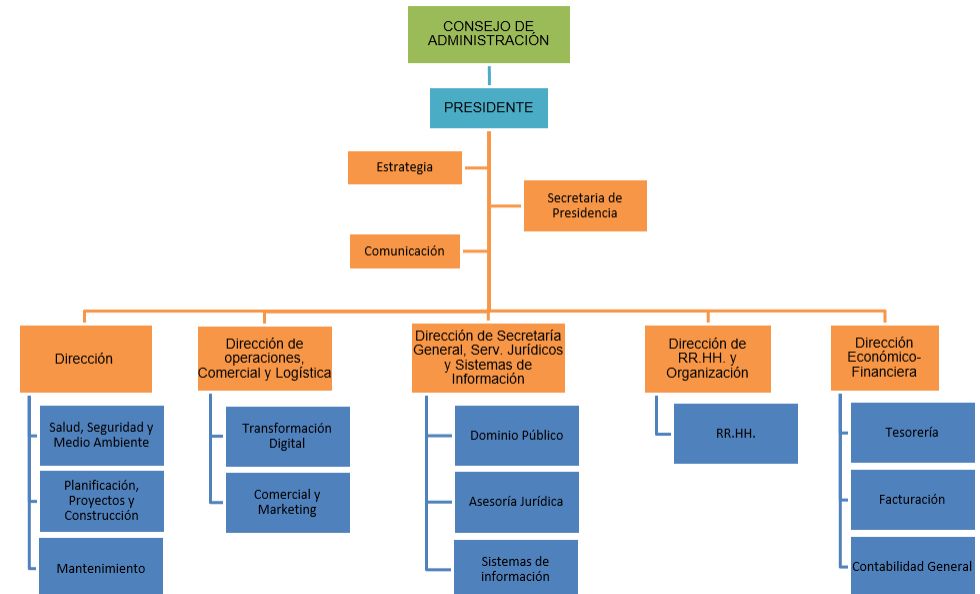 CONSEJO DE
ADMINISTRACIÓN
PRESIDENTE
Estrategia
Secretaria de
Presidencia
Comunicación
Dirección
Dirección de
operaciones,
Comercial y Logística
Dirección de Secretaría
General, Serv. Jurídicos
y Sistemas de
Información
Dirección de
RR.HH. y
Organización
Dirección
Económico-
Financiera
Salud, Seguridad y
Medio Ambiente
Planificación,
Proyectos y
Construcción
Mantenimiento
Transformación
Digital
Comercial y
Marketing
Dominio Público
Asesoría Jurídica
Sistemas de
información
RR.HH.
Tesorería
Facturación
Contabilidad General